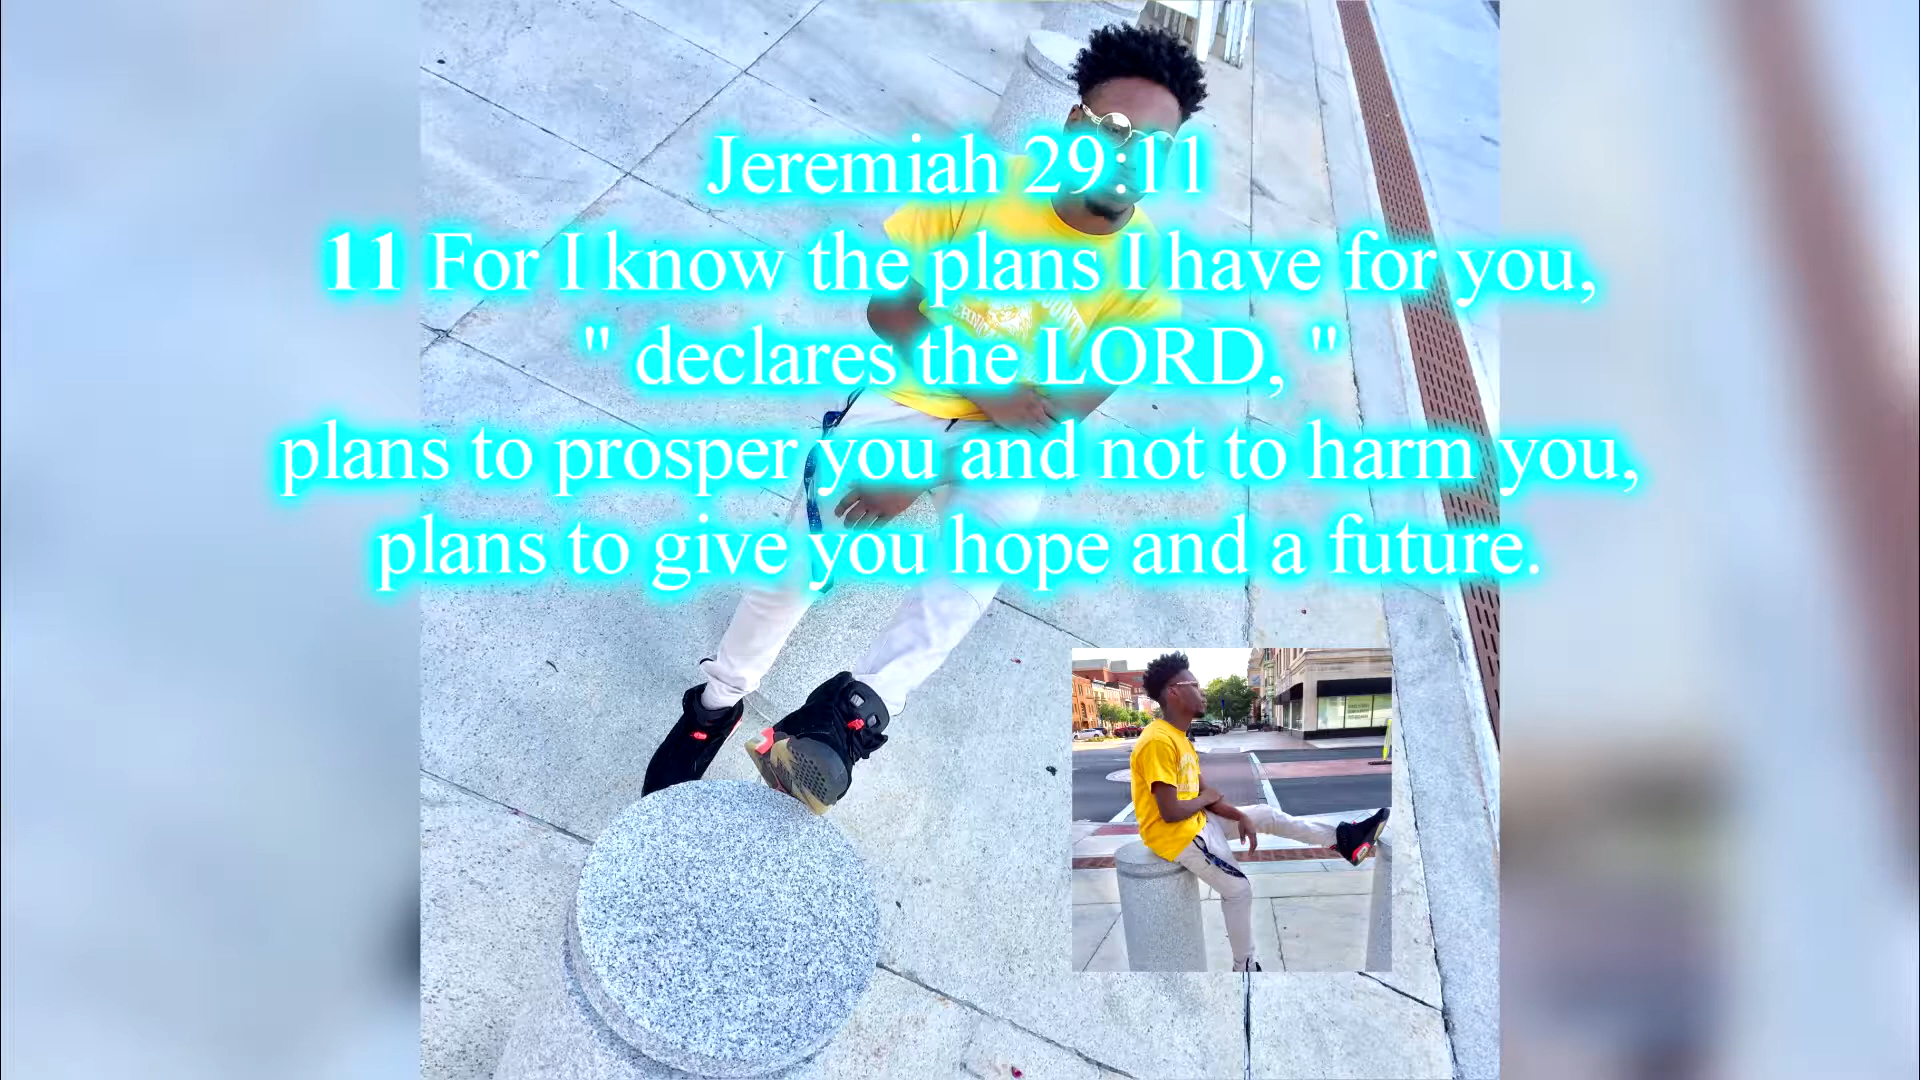 Jeremiah 29:11
11 For I know the plans I have for you,
" declares the LORD, "
plans to prosper you and not to harm you,
plans to give you hope and a future.